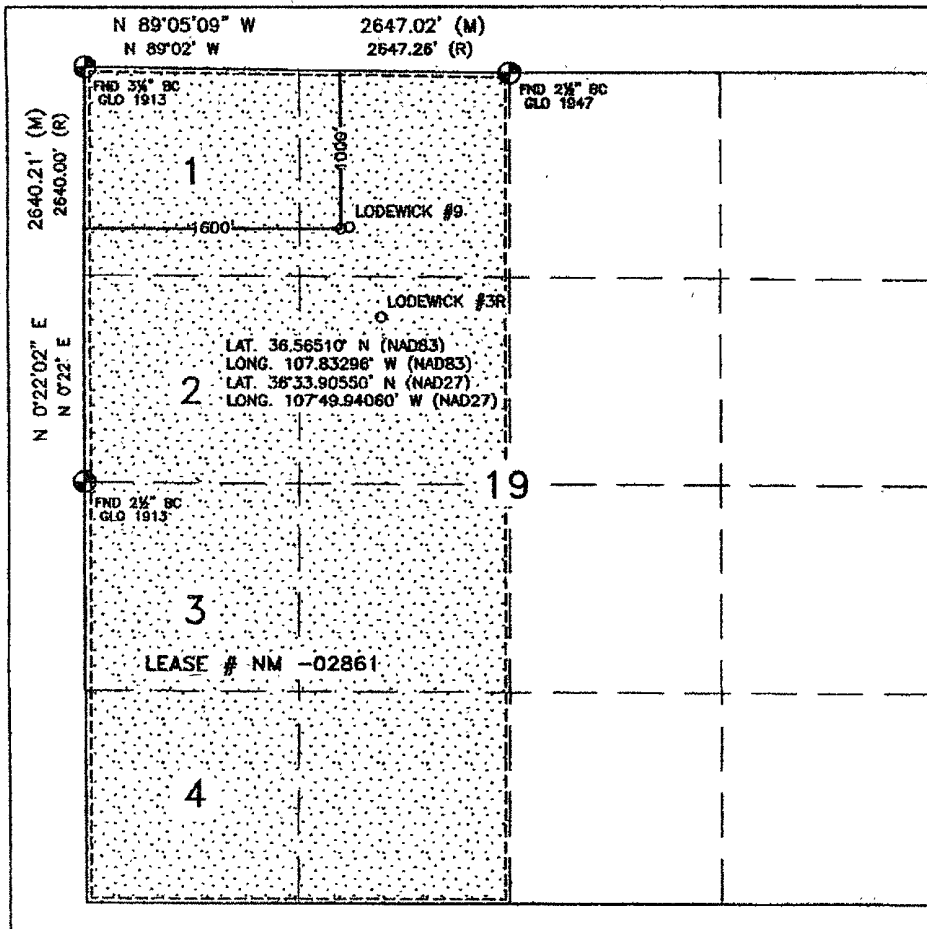 N 89°05'09" W 2647.02' (M)
N 89°02' W 2647.26' (R)
FND 3¼" BC
GLO 1913
FND 2½" BC
GLO 1947
2640.21' (M)
2640.00' (R)
N 0°22'02" E
N 0°22' E
1
1000'
LODEWICK #9
1600'
LODEWICK #3R
LAT. 36.56510° N (NAD83)
LONG. 107.83296° W (NAD83)
LAT. 36°33.90550' N (NAD27)
LONG. 107°49.94060' W (NAD27)
2
19
FND 2½" BC
GLO 1913
3
LEASE # NM -02861
4